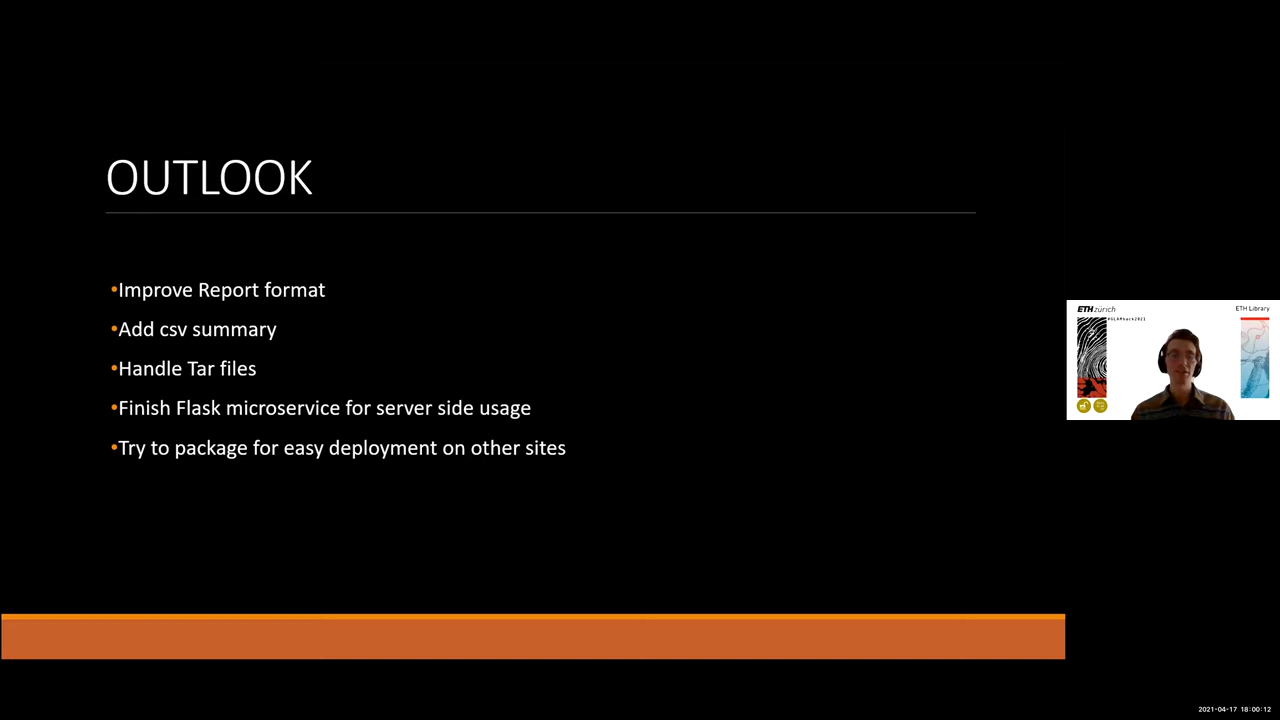 OUTLOOK
•Improve Report format
•Add csv summary
•Handle Tar files
•Finish Flask microservice for server side usage
•Try to package for easy deployment on other sites
ETH zürich
ETH Library
#GLAMhack2021
2021-04-17 18:00:12